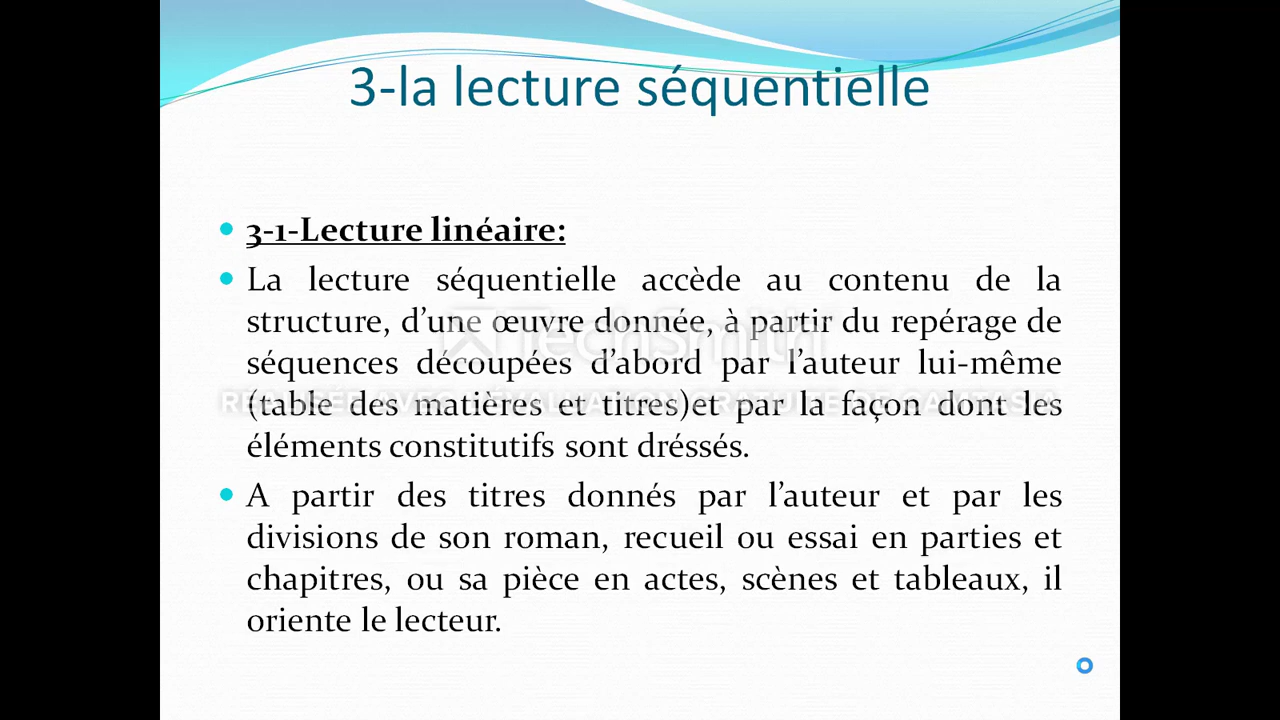 3-la lecture séquentielle
3-1-Lecture linéaire:
La lecture séquentielle accède au contenu de la
structure, d’une œuvre donnée, à partir du repérage de
séquences découpées d’abord par l’auteur lui-même
(table des matières et titres)et par la façon dont les
éléments constitutifs sont dréssés.
A partir des titres donnés par l’auteur et par les
divisions de son roman, recueil ou essai en parties et
chapitres, ou sa pièce en actes, scènes et tableaux, il
oriente le lecteur.
TechSmith